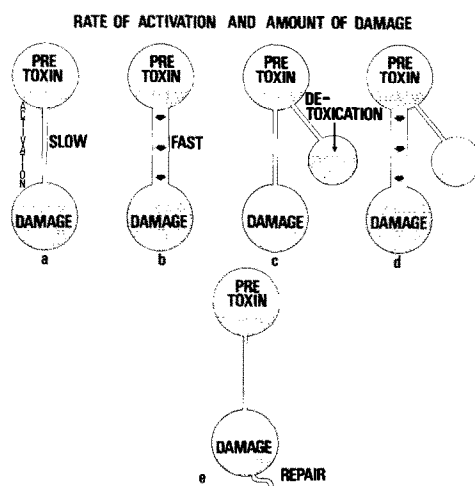 RATE OF ACTIVATION AND AMOUNT OF DAMAGE
PRE
TOXIN
ACTIVATION
SLOW
DAMAGE
a
PRE
TOXIN
FAST
DAMAGE
b
PRE
TOXIN
DE-
TOXICATION
DAMAGE
c
PRE
TOXIN
DAMAGE
d
PRE
TOXIN
DAMAGE
e
REPAIR